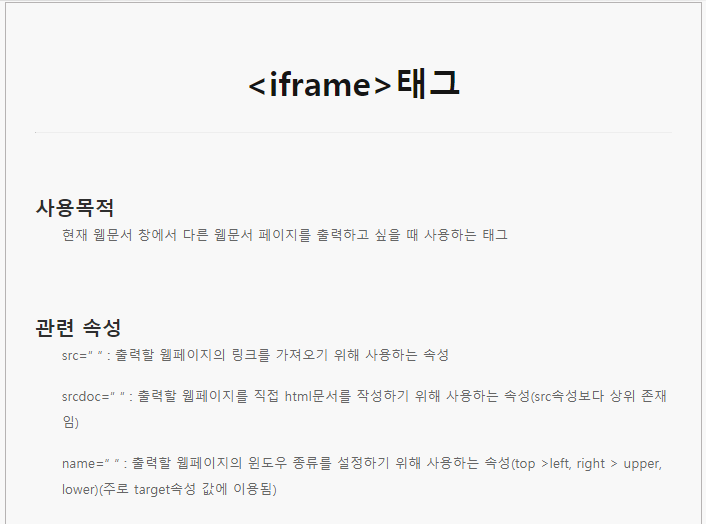 <iframe>태그
사용목적
현재 웹문서 창에서 다른 웹문서 페이지를 출력하고 싶을 때 사용하는 태그
관련 속성
src=“ ” : 출력할 웹페이지의 링크를 가져오기 위해 사용하는 속성
srcdoc=“ ” : 출력할 웹페이지를 직접 html문서를 작성하기 위해 사용하는 속성(src속성보다 상위 존재
임)
name=“ ” : 출력할 웹페이지의 윈도우 종류를 설정하기 위해 사용하는 속성(top >left, right > upper,
lower)(주로 target속성 값에 이용됨)